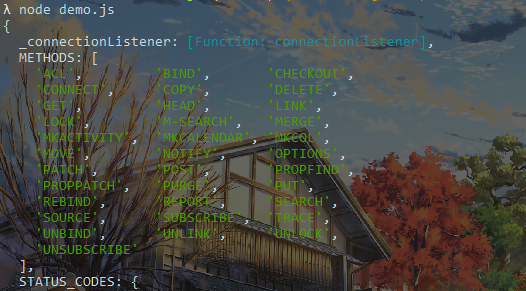 λ node demo.js
{
  _connectionListener: [Function: connectionListener],
  METHODS: [
    'ACL',         'BIND',       'CHECKOUT',
    'CONNECT',     'COPY',       'DELETE',
    'GET',         'HEAD',       'LINK',
    'LOCK',        'M-SEARCH',   'MERGE',
    'MKACTIVITY',  'MKCALENDAR', 'MKCOL',
    'MOVE',        'NOTIFY',     'OPTIONS',
    'PATCH',       'POST',       'PROPFIND',
    'PROPPATCH',   'PURGE',      'PUT',
    'REBIND',      'REPORT',     'SEARCH',
    'SOURCE',      'SUBSCRIBE',  'TRACE',
    'UNBIND',      'UNLINK',     'UNLOCK',
    'UNSUBSCRIBE'
  ],
  STATUS_CODES: {